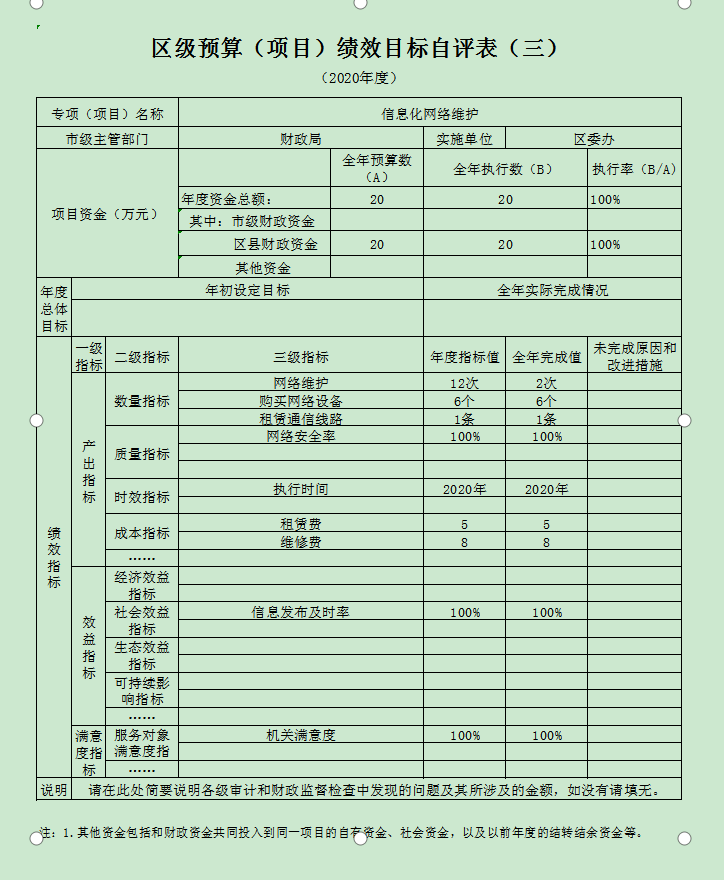 区级预算（项目）绩效目标自评表（三）
（2020年度）
专项（项目）名称 信息化网络维护
市级主管部门 财政局 实施单位 区委办
项目资金（万元） 全年预算数（A） 全年执行数（B） 执行率（B/A)
年度资金总额： 20 20 100%
其中：市级财政资金
区县财政资金 20 20 100%
其他资金
年度总体目标 年初设定目标 全年实际完成情况
绩效指标 一级指标 二级指标 三级指标 年度指标值 全年完成值 未完成原因和改进措施
产出指标 数量指标 网络维护 12次 2次
购买网络设备 6个 6个
租赁通信线路 1条 1条
质量指标 网络安全率 100% 100%
时效指标 执行时间 2020年 2020年
成本指标 租赁费 5 5
维修费 8 8
……
效益指标 经济效益指标
社会效益指标 信息发布及时率 100% 100%
生态效益指标
可持续影响指标
……
满意度指标 服务对象满意度指 机关满意度 100% 100%
……
说明 请在此处简要说明各级审计和财政监督检查中发现的问题及其所涉及的金额，如没有请填无。
注：1.其他资金包括和财政资金共同投入到同一项目的自有资金、社会资金，以及以前年度的结转结余资金等。